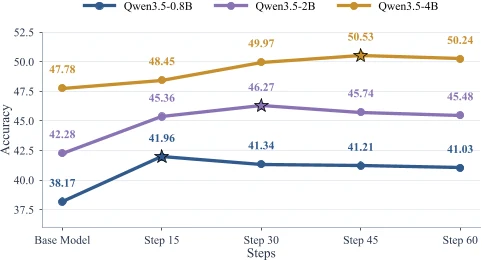 Qwen3.5-0.8B Qwen3.5-2B Qwen3.5-4B
52.5
50.0
47.5
45.0
42.5
40.0
37.5
Accuracy
47.78 48.45 49.97 50.53 50.24
42.28 45.36 46.27 45.74 45.48
38.17 41.96 41.34 41.21 41.03
Base Model Step 15 Step 30 Step 45 Step 60
Steps